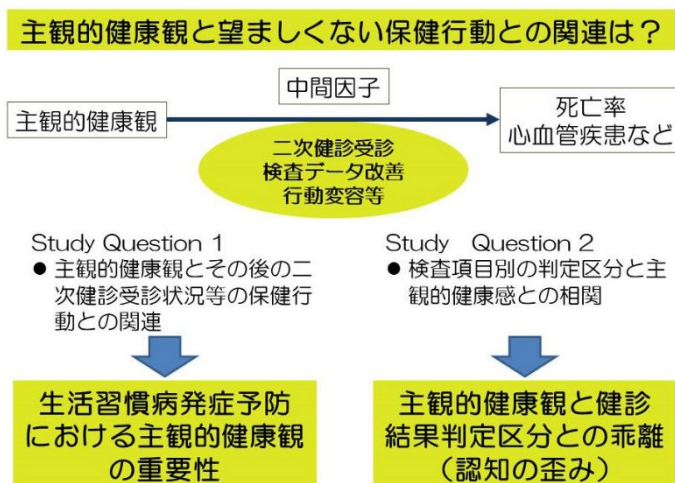 主観的健康観と望ましくない保健行動との関連は？
中間因子
主観的健康観
死亡率
心血管疾患など
二次健診受診
検査データ改善
行動変容等
Study Question 1
● 主観的健康観とその後の二
次健診受診状況等の保健行
動との関連
Study Question 2
● 検査項目別の判定区分と主
観的健康感との相関
生活習慣病発症予防
における主観的健康観
の重要性
主観的健康観と健診
結果判定区分との乖離
（認知の歪み）